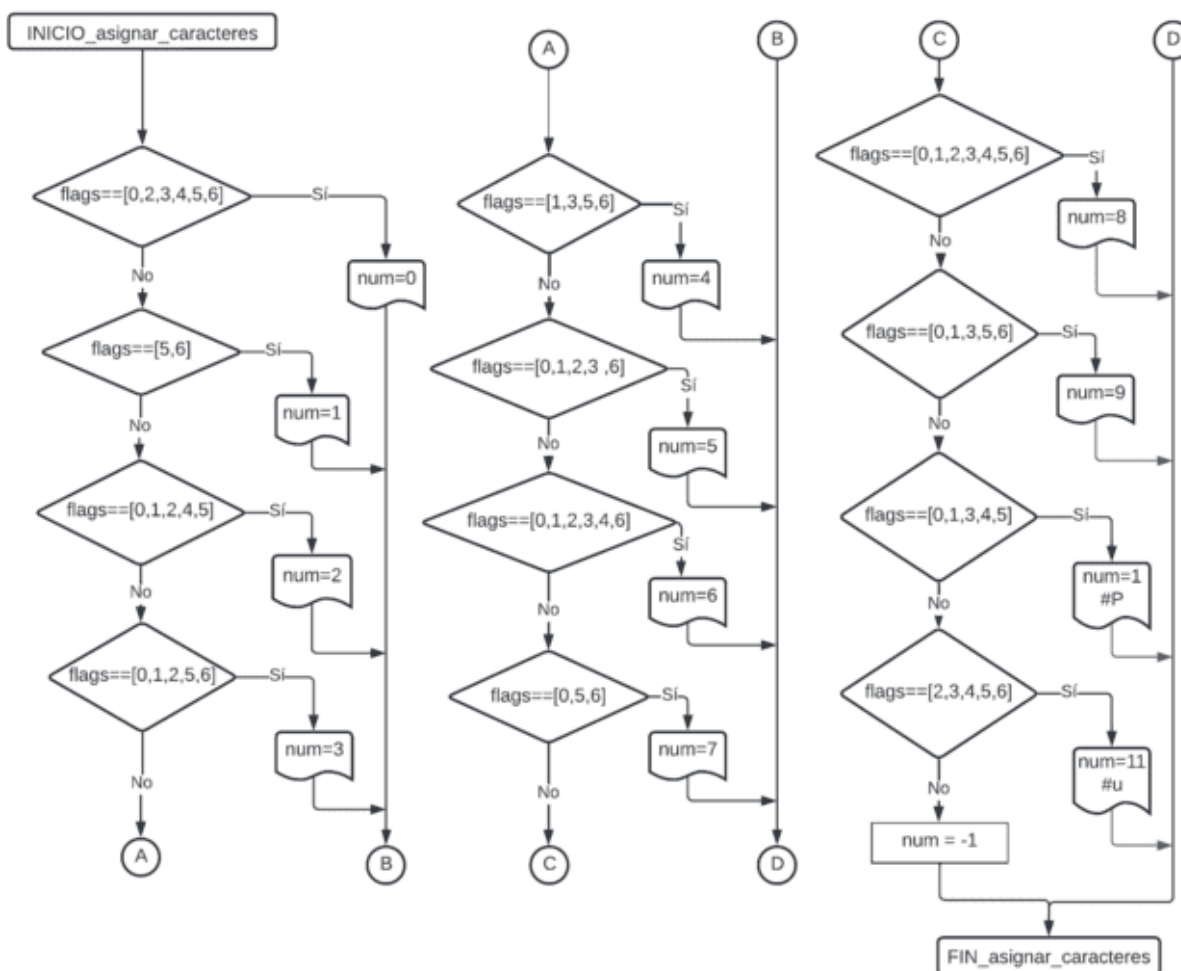 INICIO_asignar_caracteres
flags==[0,2,3,4,5,6]
Sí
num=0
No
flags==[5,6]
Sí
num=1
No
flags==[0,1,2,4,5]
Sí
num=2
No
flags==[0,1,2,5,6]
Sí
num=3
No
A
B
A
flags==[1,3,5,6]
Sí
num=4
No
flags==[0,1,2,3 ,6]
Sí
num=5
No
flags==[0,1,2,3,4,6]
Sí
num=6
No
flags==[0,5,6]
Sí
num=7
No
C
B
D
C
flags==[0,1,2,3,4,5,6]
Sí
num=8
No
flags==[0,1,3,5,6]
Sí
num=9
No
flags==[0,1,3,4,5]
Sí
num=1
#P
No
flags==[2,3,4,5,6]
Sí
num=11
#u
No
num = -1
D
FIN_asignar_caracteres